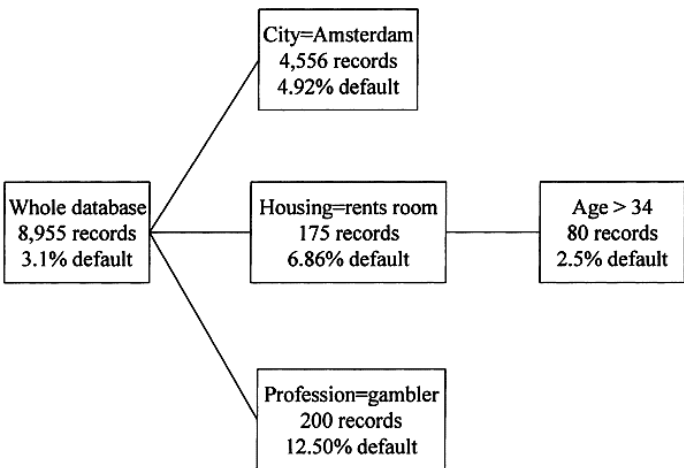 City=Amsterdam
4,556 records
4.92% default
Whole database
8,955 records
3.1% default
Housing=rents room
175 records
6.86% default
Age > 34
80 records
2.5% default
Profession=gambler
200 records
12.50% default